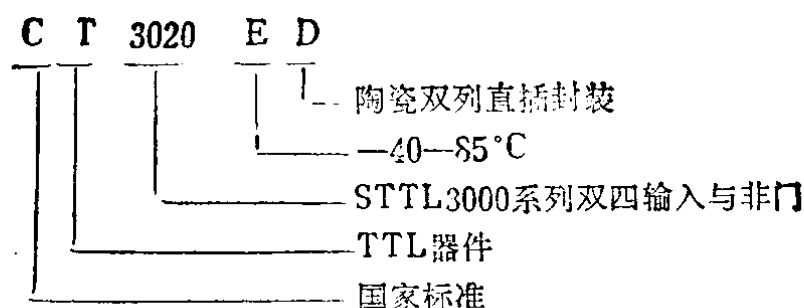 C T 3020 E D
陶瓷双列直插封装
—40—85°C
STTL3000系列双四输入与非门
TTL器件
国家标准